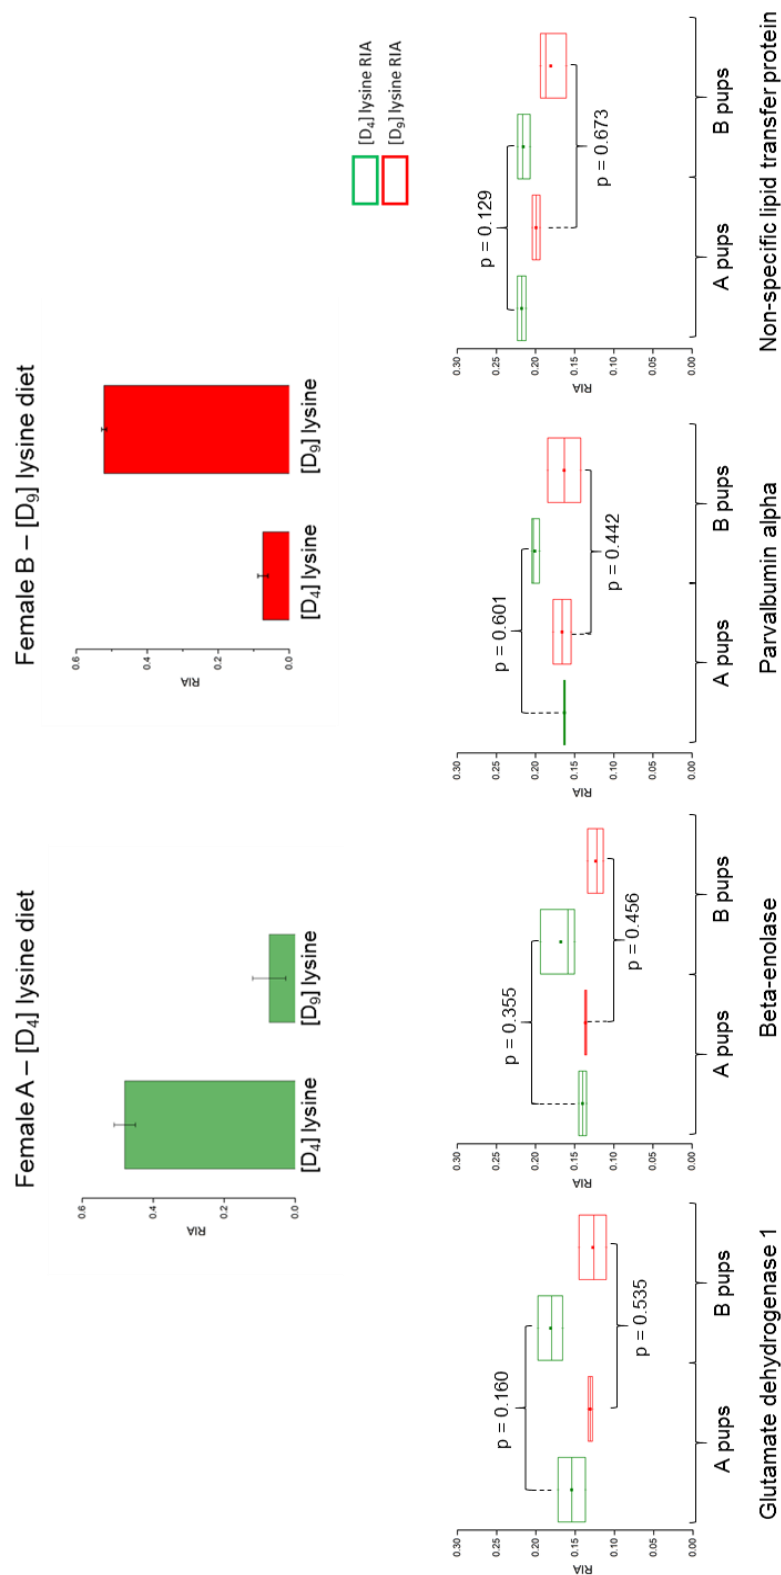 Female A – [D4] lysine diet
RIA
0.6
0.4
0.2
0.0
[D4] lysine
[D9] lysine
Female B – [D9] lysine diet
RIA
0.6
0.4
0.2
0.0
[D4] lysine
[D9] lysine
[D4] lysine RIA
[D9] lysine RIA
RIA
0.30
0.25
0.20
0.15
0.10
0.05
0.00
p = 0.160
p = 0.535
A pups
B pups
Glutamate dehydrogenase 1
RIA
0.30
0.25
0.20
0.15
0.10
0.05
0.00
p = 0.355
p = 0.456
A pups
B pups
Beta-enolase
RIA
0.30
0.25
0.20
0.15
0.10
0.05
0.00
p = 0.601
p = 0.442
A pups
B pups
Parvalbumin alpha
RIA
0.30
0.25
0.20
0.15
0.10
0.05
0.00
p = 0.129
p = 0.673
A pups
B pups
Non-specific lipid transfer protein